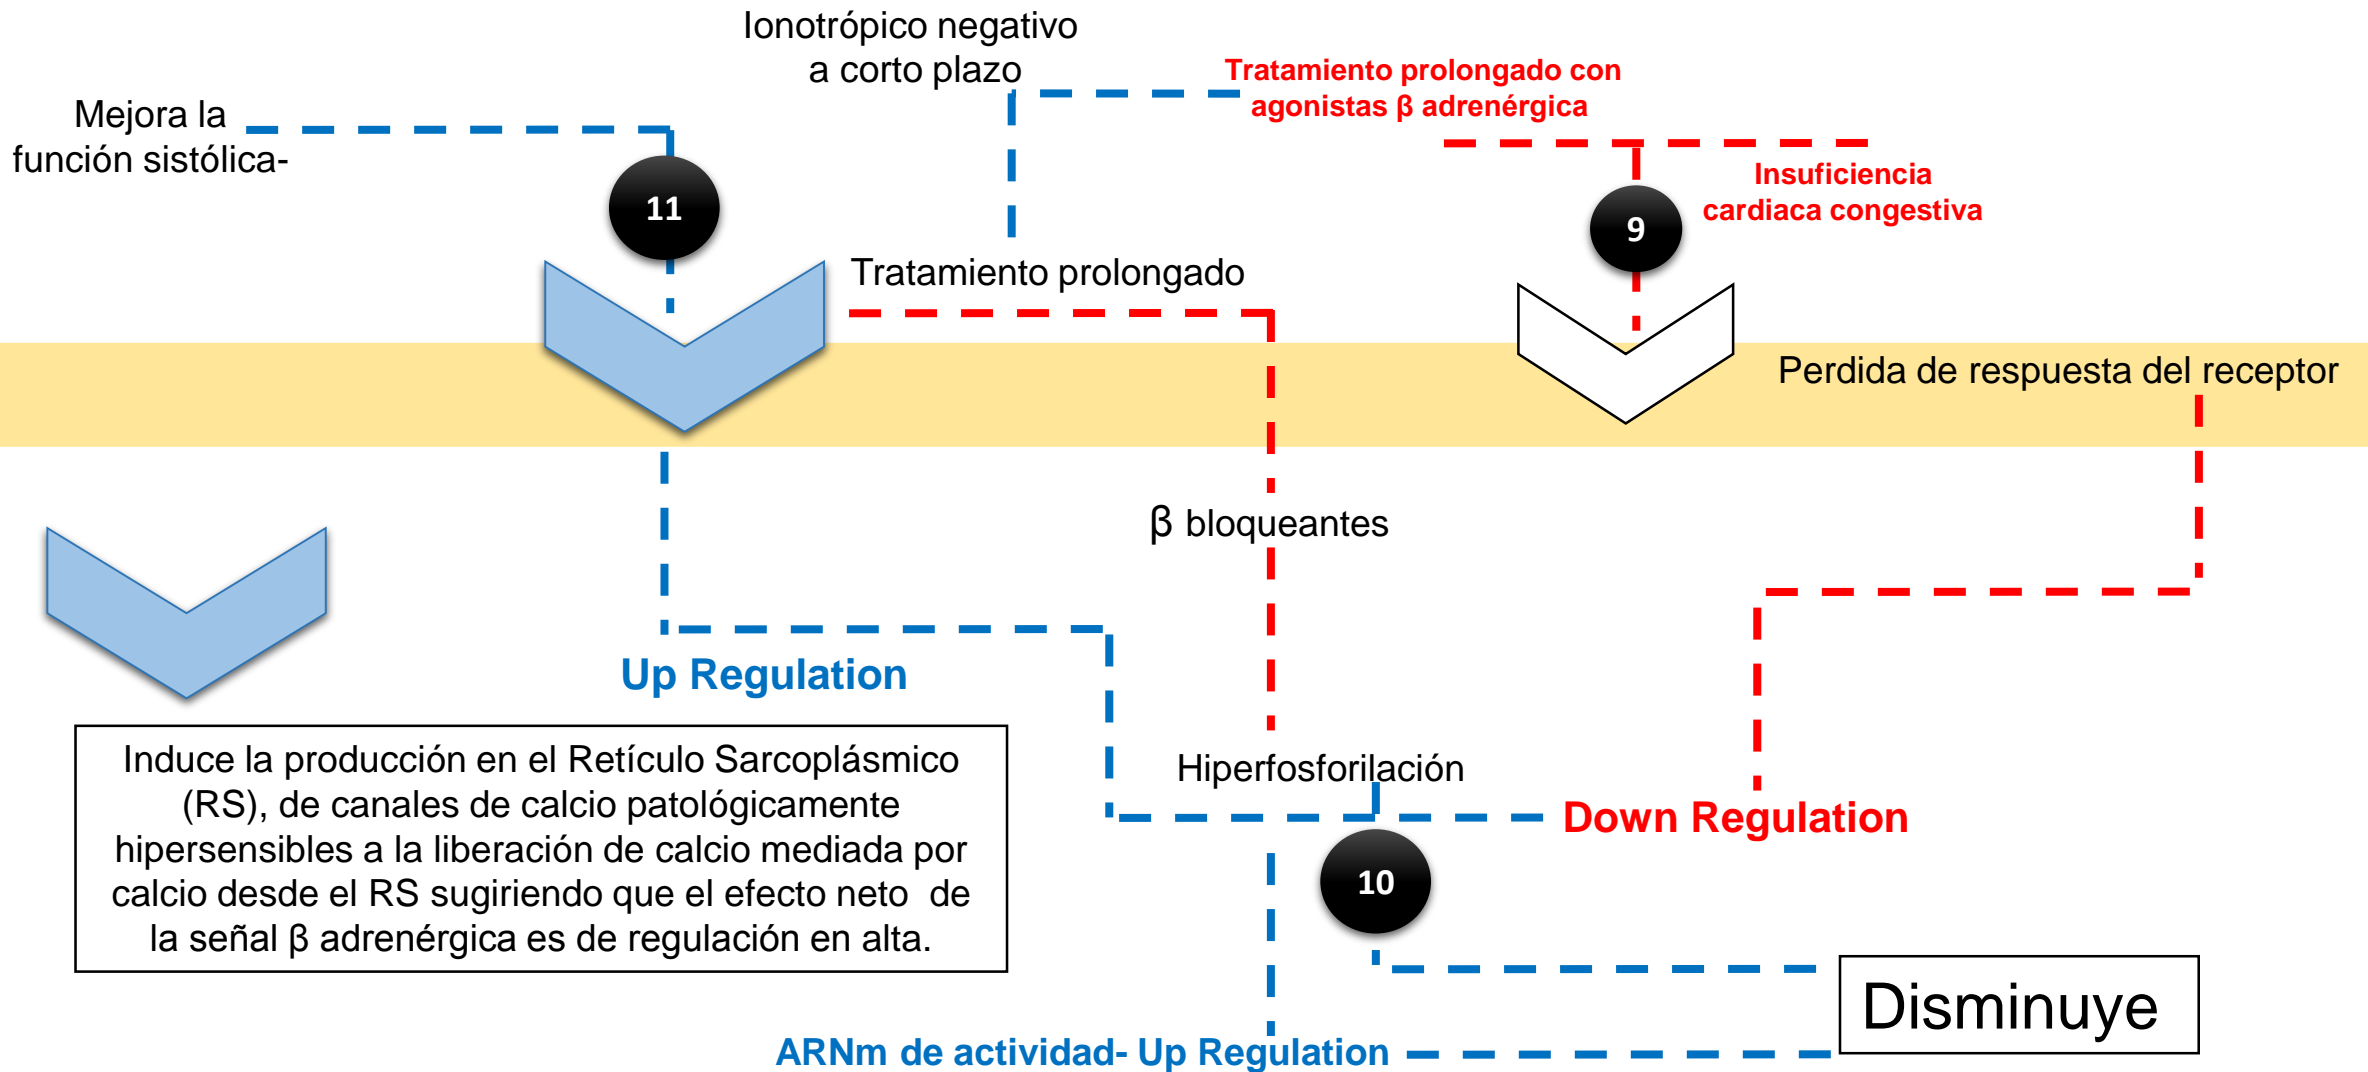 Ionotrópico negativo
a corto plazo
Tratamiento prolongado con
agonistas β adrenérgica
Mejora la
función sistólica-
Insuficiencia
cardiaca congestiva
11
9
Tratamiento prolongado
Perdida de respuesta del receptor
β bloqueantes
Up Regulation
Induce la producción en el Retículo Sarcoplásmico
(RS), de canales de calcio patológicamente
hipersensibles a la liberación de calcio mediada por
calcio desde el RS sugiriendo que el efecto neto de
la señal β adrenérgica es de regulación en alta.
Hiperfosforilación
Down Regulation
10
Disminuye
ARNm de actividad- Up Regulation